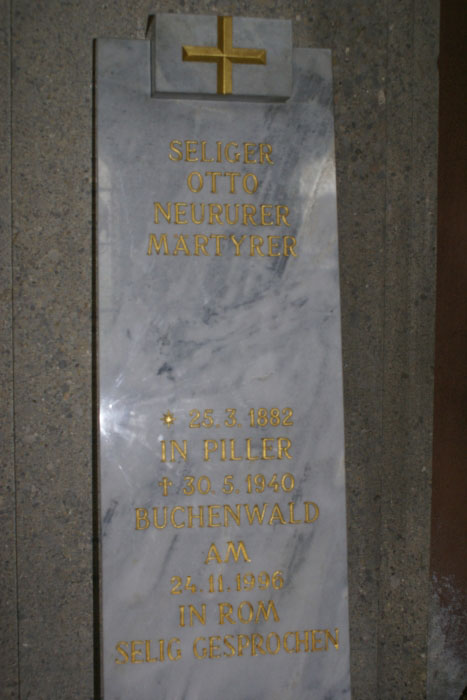 SELIGER
OTTO
NEURURER
MÄRTYRER
* 25.3.1882
IN PILLER
† 30.5.1940
BUCHENWALD
AM
24.11.1996
IN ROM
SELIG GESPROCHEN